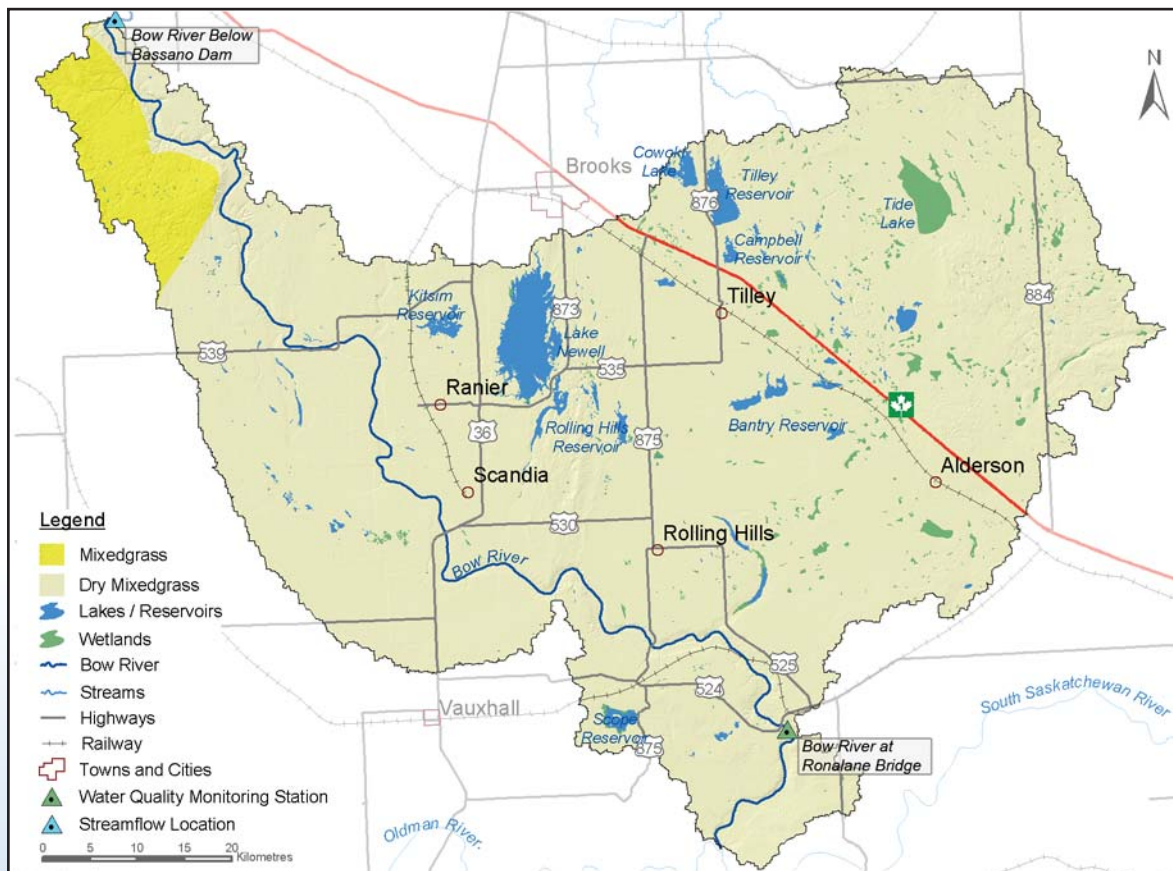 Bow River Below
Bassano Dam
N
Brooks
Cowoki
Lake
Tilley
Reservoir
876
Tide
Lake
Campbell
Reservoir
Kitsim
Reservoir
873
Tilley
884
539
Lake
Newell
535
Ranier
36
Rolling Hills
Reservoir
875
Bantry Reservoir
1
Scandia
Alderson
530
Rolling Hills
Bow River
Legend
Mixedgrass
Dry Mixedgrass
Lakes / Reservoirs
Wetlands
Bow River
Streams
Highways
Railway
Towns and Cities
Water Quality Monitoring Station
Streamflow Location
0 5 10 15 20
Kilometres
525
524
Vauxhall
Scope
Reservoir
875
South Saskatchewan River
Bow River at
Ronalane Bridge
Oldman River.